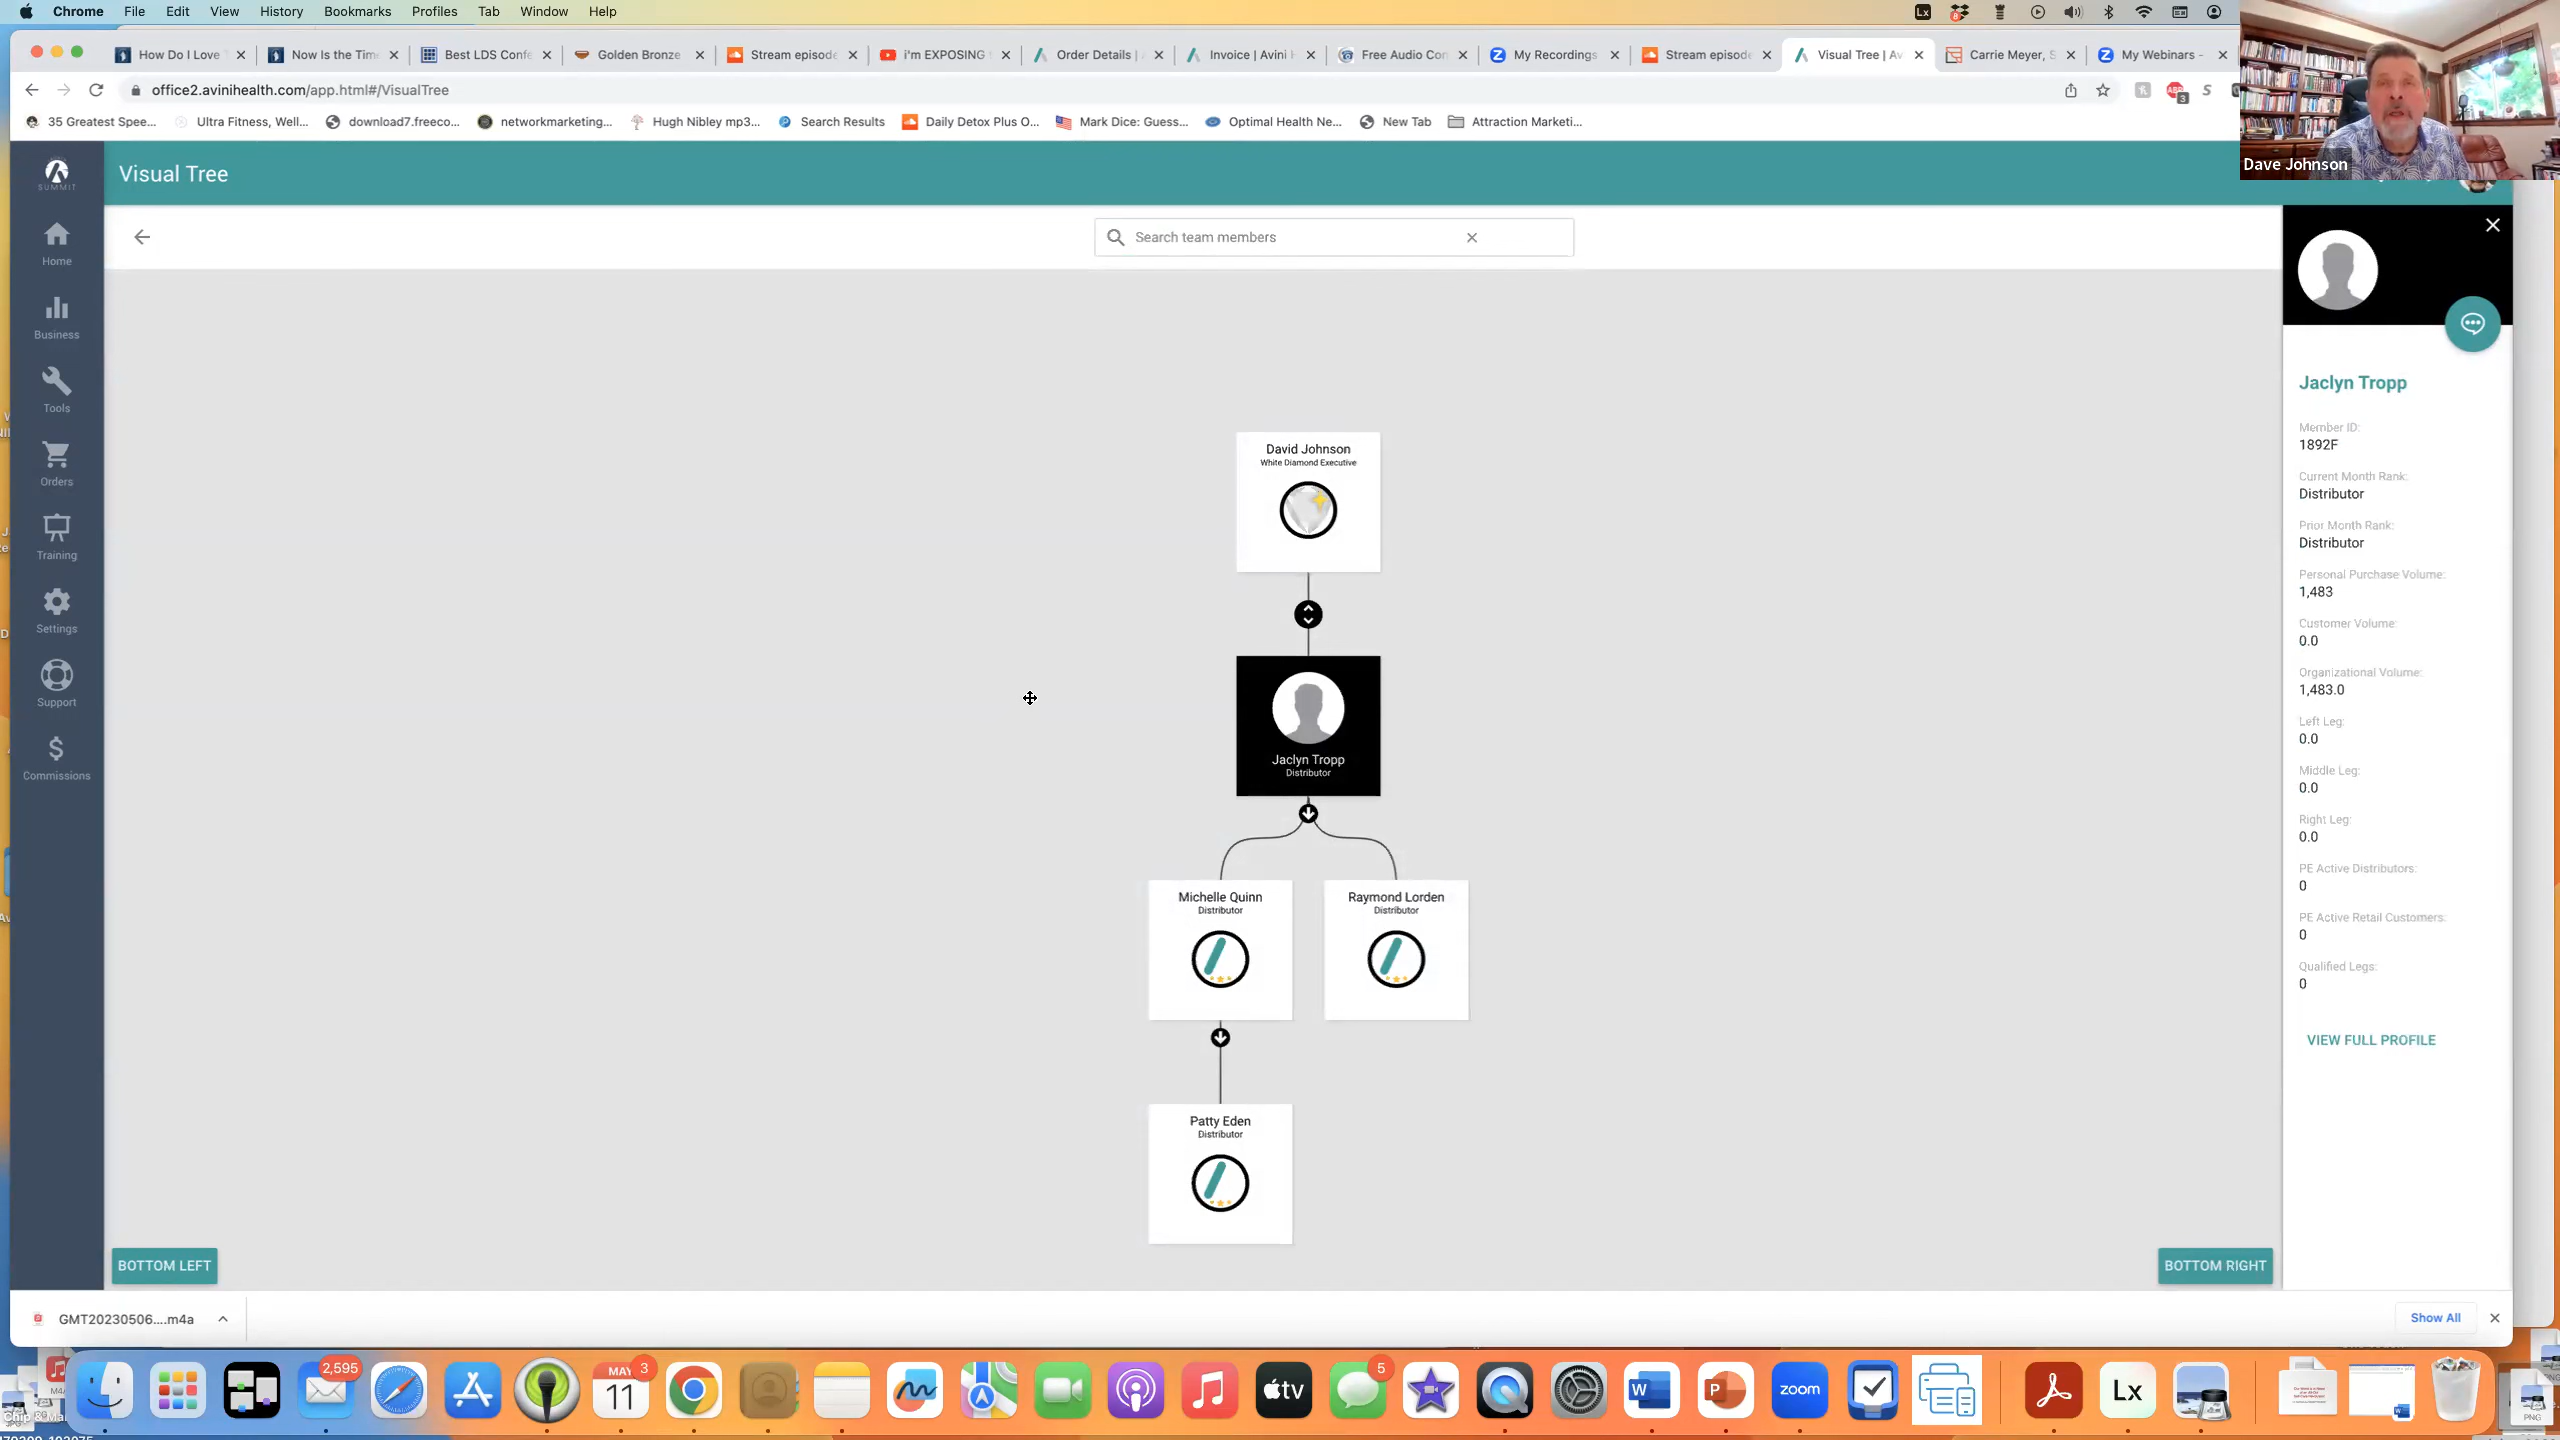 Chrome File Edit View History Bookmarks Profiles Tab Window Help
How Do I Love
Now Is the Tim
Best LDS Confe
Golden Bronze
Stream episode
i'm EXPOSING
Order Details |
Invoice | Avini H
Free Audio Con
My Recordings
Stream episode
Visual Tree | Av
Carrie Meyer, S
My Webinars -
office2.avinihealth.com/app.html#/VisualTree
35 Greatest Spee...
Ultra Fitness, Well...
download7.freeco...
networkmarketing...
Hugh Nibley mp3...
Search Results
Daily Detox Plus O...
Mark Dice: Guess...
Optimal Health Ne...
New Tab
Attraction Marketi...
Dave Johnson
SUMMIT
Visual Tree
Search team members
Home
Business
Tools
Orders
Training
Settings
Support
Commissions
David Johnson
White Diamond Executive
Jaclyn Tropp
Distributor
Michelle Quinn
Distributor
Raymond Lorden
Distributor
Patty Eden
Distributor
BOTTOM LEFT
BOTTOM RIGHT
Jaclyn Tropp
Member ID:
1892F
Current Month Rank:
Distributor
Prior Month Rank:
Distributor
Personal Purchase Volume:
1,483
Customer Volume:
0.0
Organizational Volume:
1,483.0
Left Leg:
0.0
Middle Leg:
0.0
Right Leg:
0.0
PE Active Distributors:
0
PE Active Retail Customers:
0
Qualified Legs:
0
VIEW FULL PROFILE
GMT20230506....m4a
Show All
2,595
MAY
11
3
5
tv
zoom
Lx
PNG